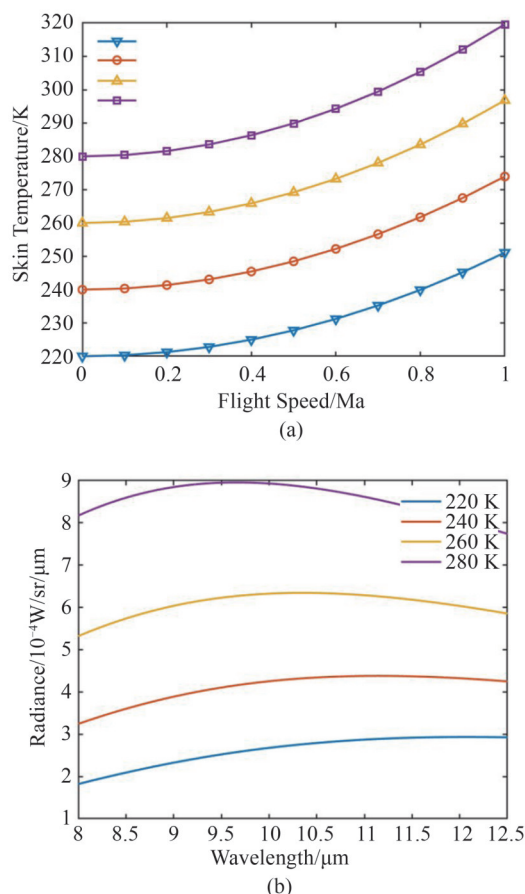 320
310
300
290
280
270
260
250
240
230
220
Skin Temperature/K
0 0.2 0.4 0.6 0.8 1
Flight Speed/Ma
(a)
9
8
7
6
5
4
3
2
1
Radiance/10⁻⁴W/sr/μm
220 K
240 K
260 K
280 K
8 8.5 9 9.5 10 10.5 11 11.5 12 12.5
Wavelength/μm
(b)